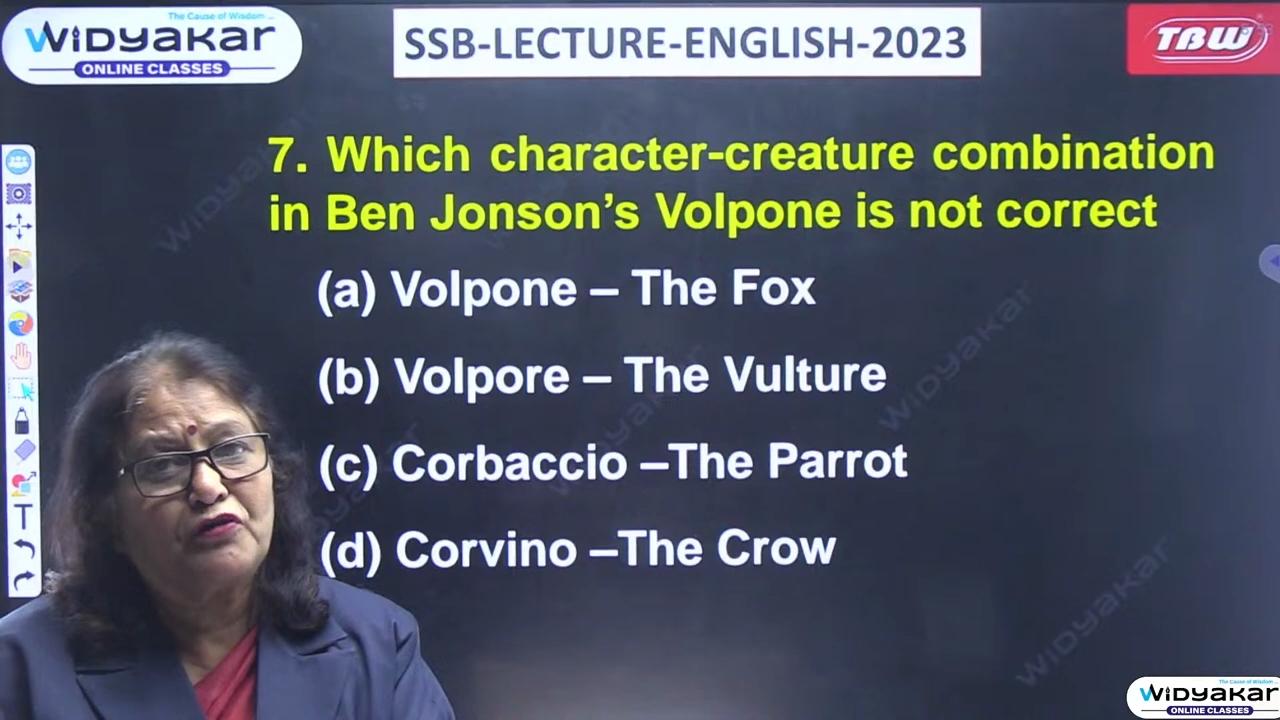 The Cause of Wisdom ...
WIDYAKAR
ONLINE CLASSES
SSB-LECTURE-ENGLISH-2023
TBW
7. Which character-creature combination
in Ben Jonson’s Volpone is not correct
(a) Volpone – The Fox
(b) Volpore – The Vulture
(c) Corbaccio –The Parrot
(d) Corvino –The Crow
The Cause of Wisdom ...
WIDYAKAR
ONLINE CLASSES